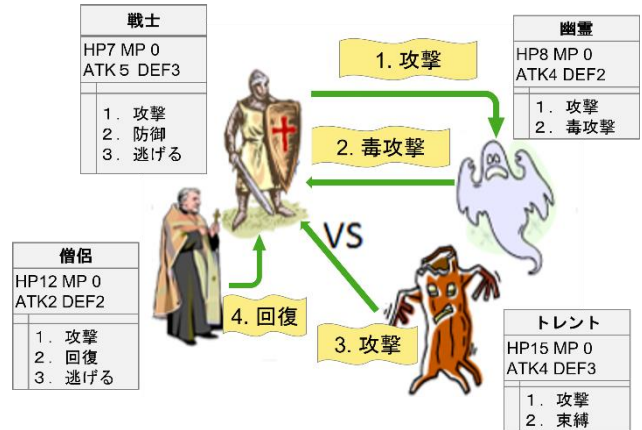 戦士
HP7 MP 0
ATK 5 DEF3
1. 攻撃
2. 防御
3. 逃げる
1. 攻撃
幽霊
HP8 MP 0
ATK4 DEF2
1. 攻撃
2. 毒攻撃
2. 毒攻撃
VS
僧侶
HP12 MP 0
ATK2 DEF2
1. 攻撃
2. 回復
3. 逃げる
4. 回復
3. 攻撃
トレント
HP15 MP 0
ATK4 DEF3
1. 攻撃
2. 束縛